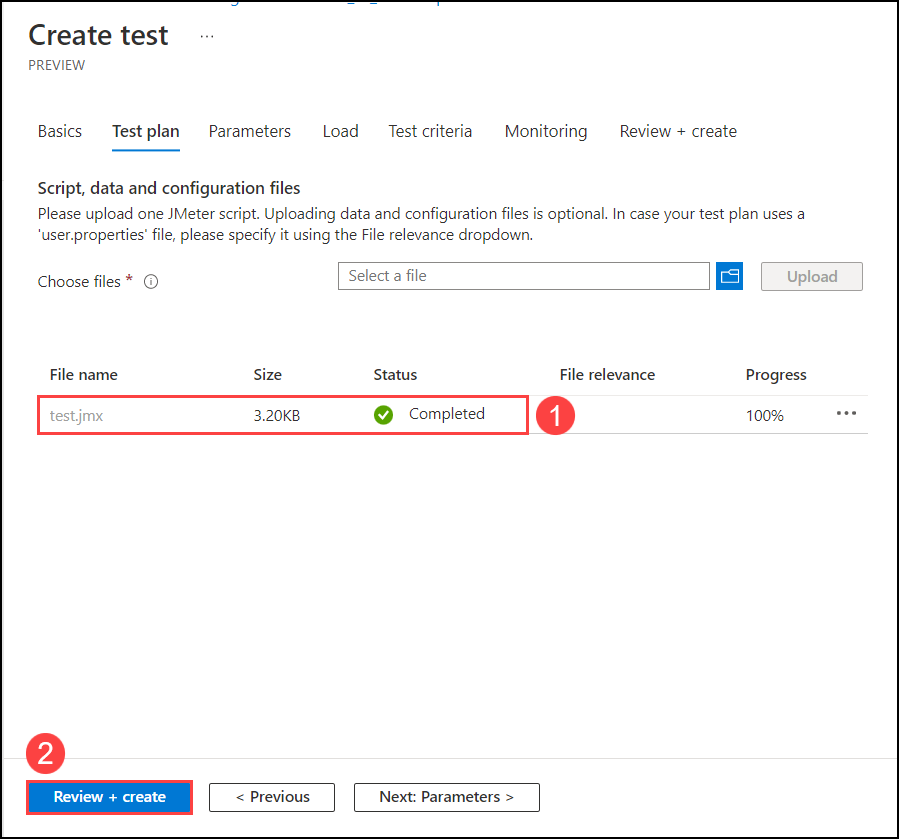 Create test ...
PREVIEW
Basics Test plan Parameters Load Test criteria Monitoring Review + create
Script, data and configuration files
Please upload one JMeter script. Uploading data and configuration files is optional. In case your test plan uses a
'user.properties' file, please specify it using the File relevance dropdown.
Choose files * Select a file Upload
File name Size Status File relevance Progress
test.jmx 3.20KB Completed 1 100% ...
2
Review + create < Previous Next: Parameters >